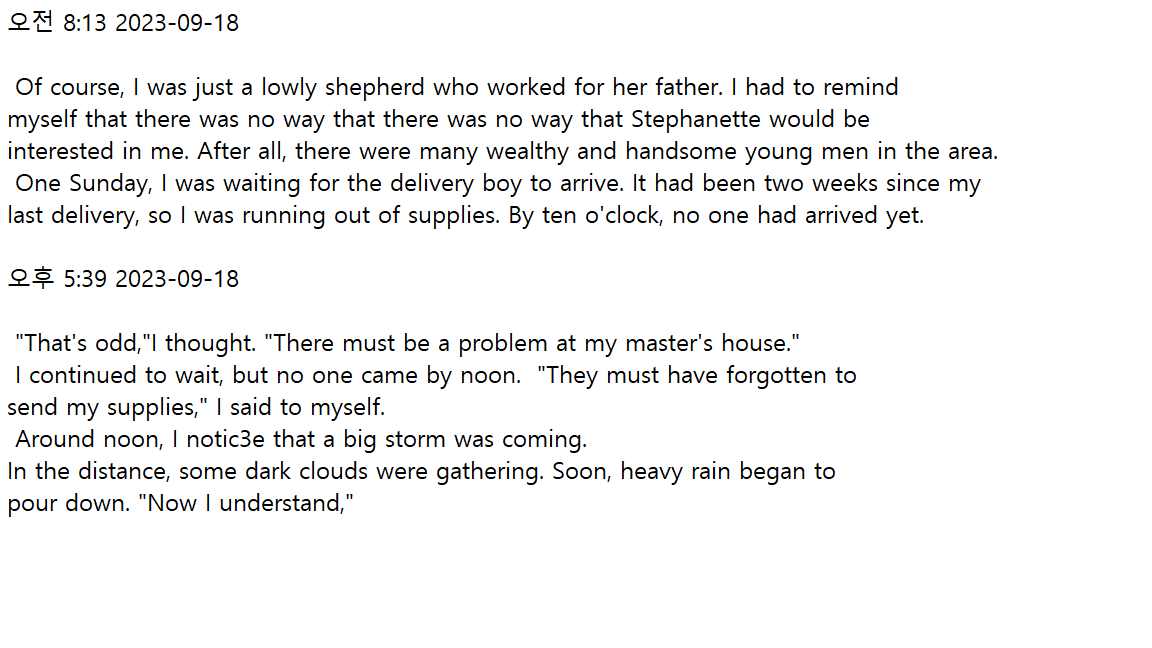 오전 8:13 2023-09-18
Of course, I was just a lowly shepherd who worked for her father. I had to remind
myself that there was no way that there was no way that Stephanette would be
interested in me. After all, there were many wealthy and handsome young men in the area.
One Sunday, I was waiting for the delivery boy to arrive. It had been two weeks since my
last delivery, so I was running out of supplies. By ten o'clock, no one had arrived yet.
오후 5:39 2023-09-18
"That's odd,"I thought. "There must be a problem at my master's house."
I continued to wait, but no one came by noon.  "They must have forgotten to
send my supplies," I said to myself.
Around noon, I notic3e that a big storm was coming.
In the distance, some dark clouds were gathering. Soon, heavy rain began to
pour down. "Now I understand,"